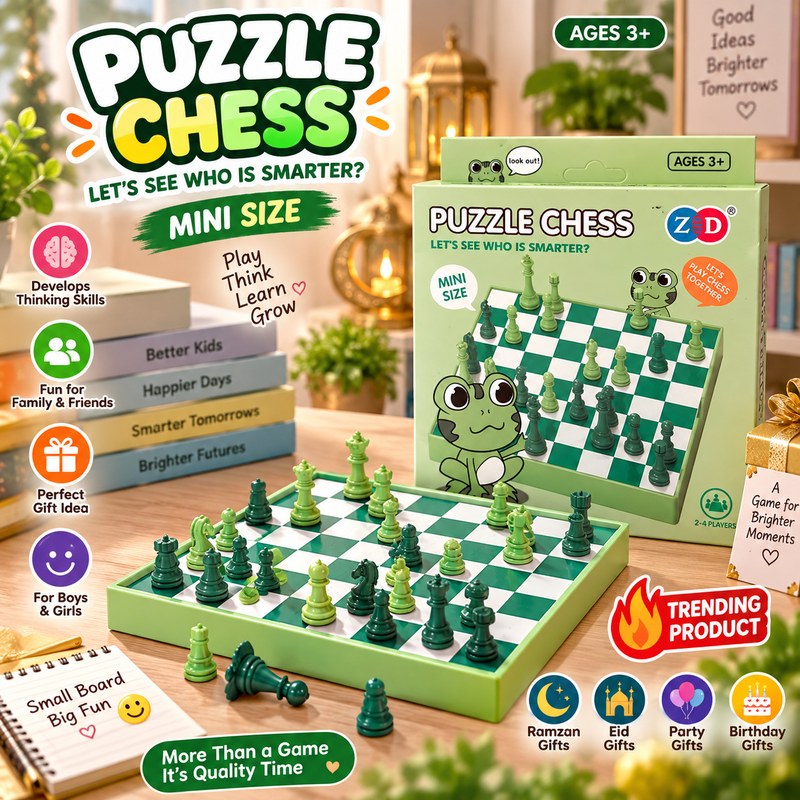 PUZZLE
CHESS
LET'S SEE WHO IS SMARTER?
MINI SIZE
Play
Think
Learn
Grow
AGES 3+
Good
Ideas
Brighter
Tomorrows
Develops
Thinking Skills
Fun for
Family & Friends
Perfect
Gift Idea
For Boys
& Girls
Better Kids
Happier Days
Smarter Tomorrows
Brighter Futures
look out!
AGES 3+
PUZZLE CHESS
LET'S SEE WHO IS SMARTER?
Z D ®
MINI
SIZE
LET'S
PLAY CHESS
TOGETHER
2-4 PLAYERS
A
Game for
Brighter
Moments
Small Board
Big Fun
More Than a Game
It's Quality Time
TRENDING
PRODUCT
Ramzan
Gifts
Eid
Gifts
Party
Gifts
Birthday
Gifts